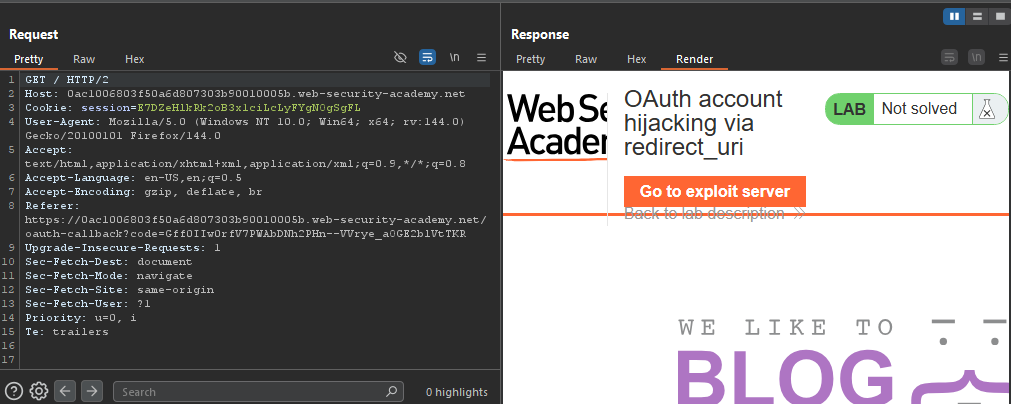 Request
Pretty Raw Hex
1 GET / HTTP/2
2 Host: 0ac1006803f50a6d807303b90010005b.web-security-academy.net
3 Cookie: session=E7DZeHlkRk2oB3xlciLcLyFYgN0gSgFL
4 User-Agent: Mozilla/5.0 (Windows NT 10.0; Win64; x64; rv:144.0)
Gecko/20100101 Firefox/144.0
5 Accept:
text/html,application/xhtml+xml,application/xml;q=0.9,*/*;q=0.8
6 Accept-Language: en-US,en;q=0.5
7 Accept-Encoding: gzip, deflate, br
8 Referer:
https://0ac1006803f50a6d807303b90010005b.web-security-academy.net/
oauth-callback?code=Gff0IIw0rfV7PWAbDNh2PHn--VVrye_a0GE2blVtTKR
9 Upgrade-Insecure-Requests: 1
10 Sec-Fetch-Dest: document
11 Sec-Fetch-Mode: navigate
12 Sec-Fetch-Site: same-origin
13 Sec-Fetch-User: ?1
14 Priority: u=0, i
15 Te: trailers
16
17
Search
0 highlights
Response
Pretty Raw Hex Render
Web Se
Academ
OAuth account
hijacking via
redirect_uri
LAB Not solved
Go to exploit server
Back to lab description
WE LIKE TO
BLOG